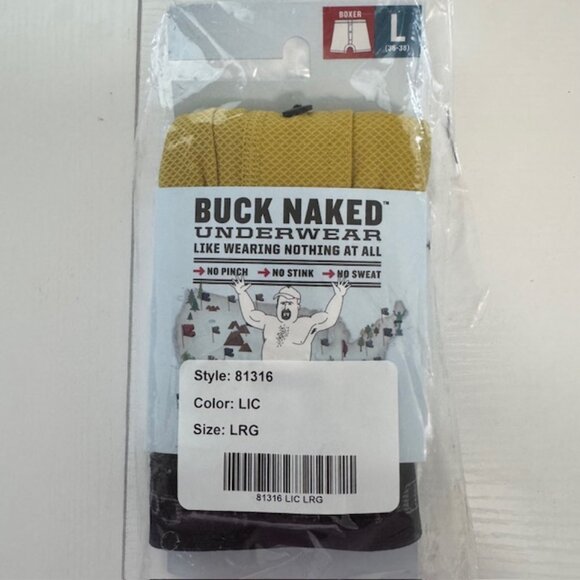 BOXER
L
(36-38)
BUCK NAKED™
UNDERWEAR
LIKE WEARING NOTHING AT ALL
→ NO PINCH → NO STINK → NO SWEAT
Style: 81316
Color: LIC
Size: LRG
81316 LIC LRG